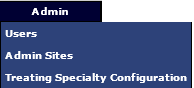 Admin
Users
Admin Sites
Treating Specialty Configuration